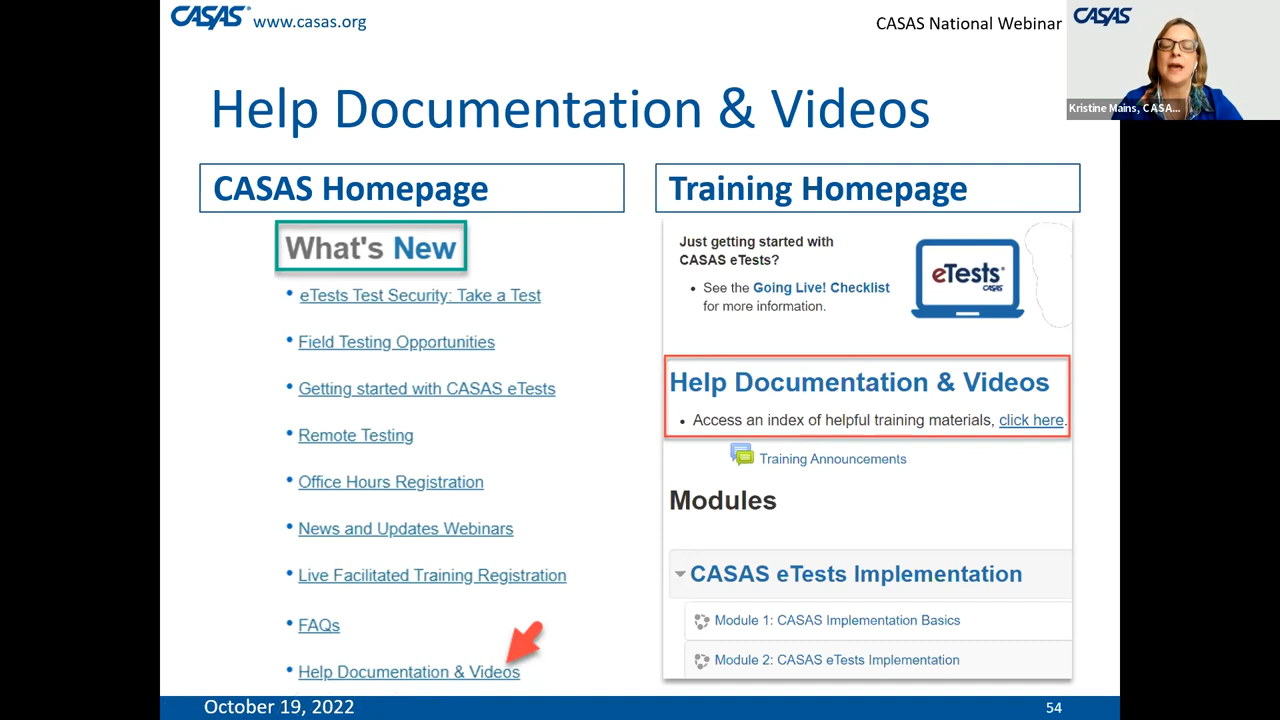 CASAS® www.casas.org
CASAS National Webinar
CASAS
Kristine Mains, CASA...
Help Documentation & Videos
CASAS Homepage
What's New
• eTests Test Security: Take a Test
• Field Testing Opportunities
• Getting started with CASAS eTests
• Remote Testing
• Office Hours Registration
• News and Updates Webinars
• Live Facilitated Training Registration
• FAQs
• Help Documentation & Videos
Training Homepage
Just getting started with
CASAS eTests?
• See the Going Live! Checklist
for more information.
eTests®
CASAS
Help Documentation & Videos
• Access an index of helpful training materials, click here.
Training Announcements
Modules
CASAS eTests Implementation
Module 1: CASAS Implementation Basics
Module 2: CASAS eTests Implementation
October 19, 2022
54